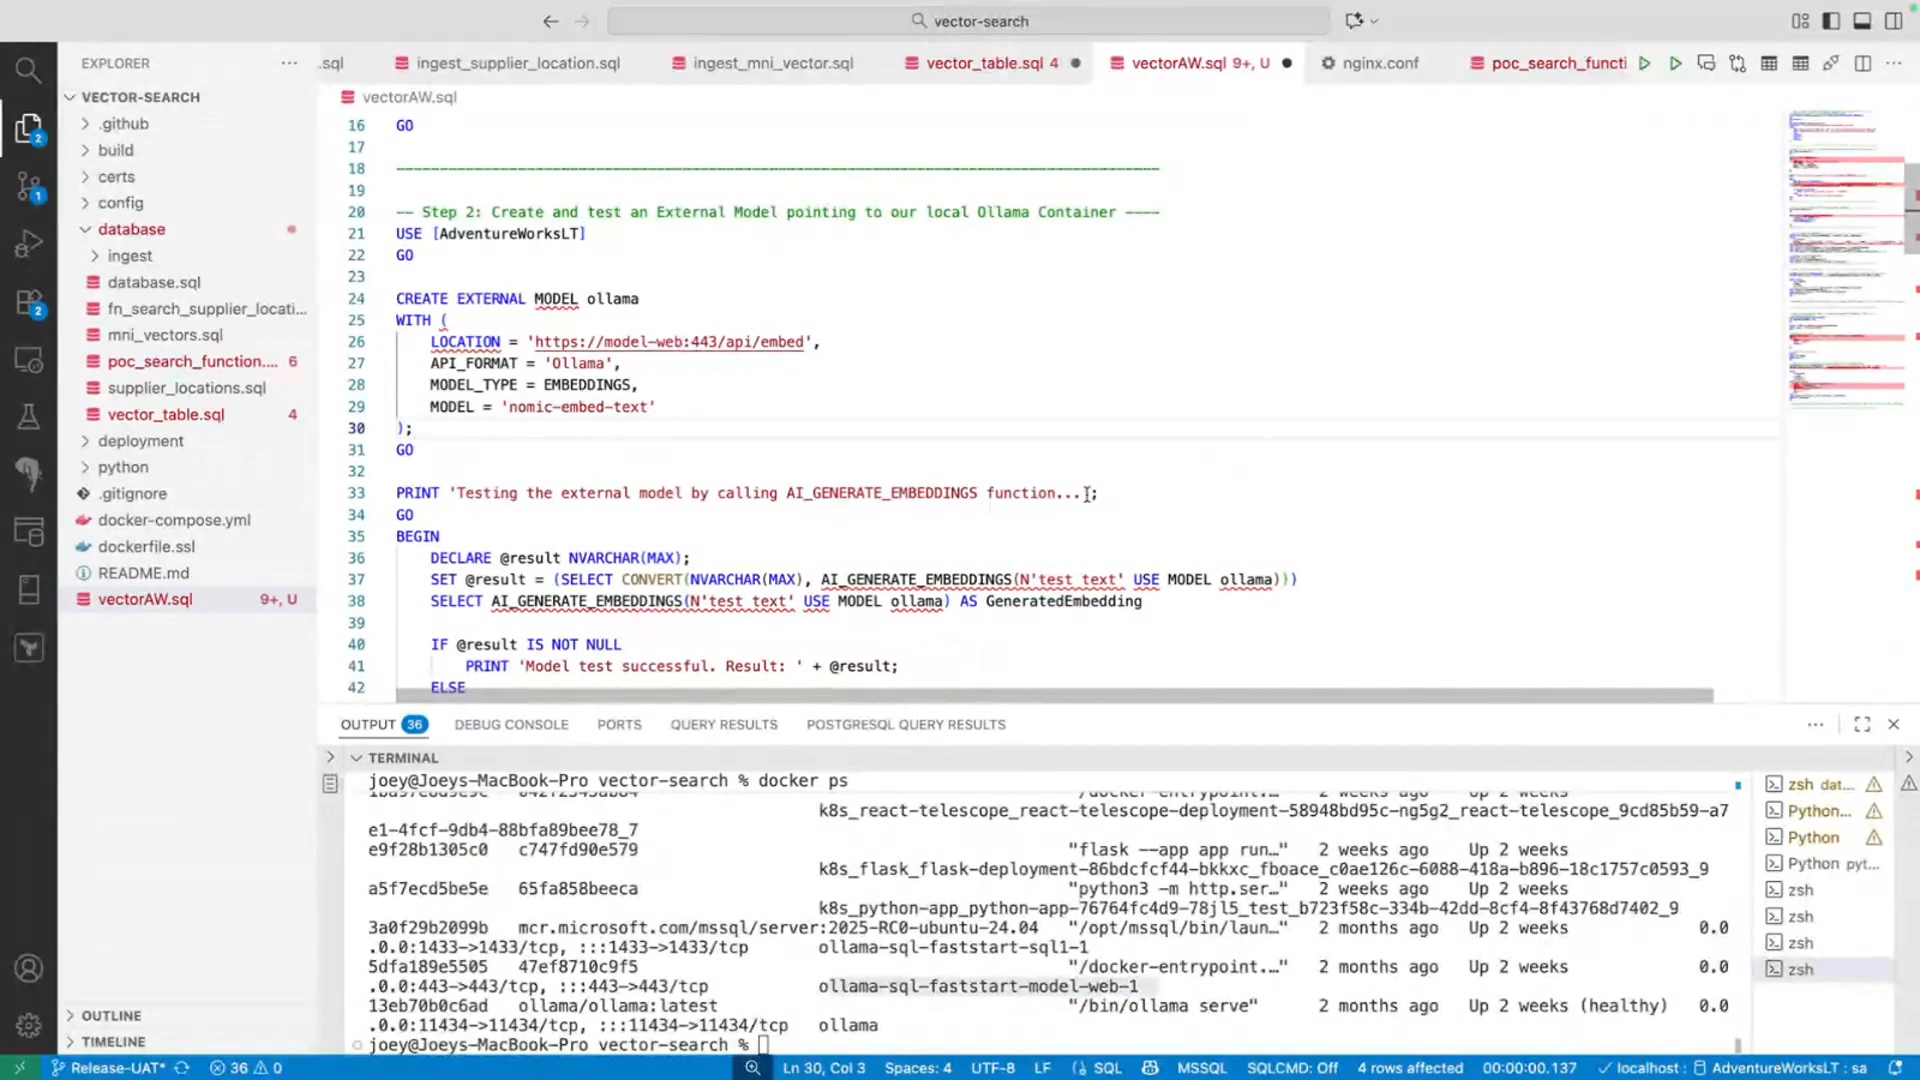 vector-search
EXPLORER
.sql
ingest_supplier_location.sql
ingest_mni_vector.sql
vector_table.sql 4
vectorAW.sql 9+, U
nginx.conf
poc_search_functi
VECTOR-SEARCH
.github
build
certs
config
database
ingest
database.sql
fn_search_supplier_locati...
mni_vectors.sql
poc_search_function.... 6
supplier_locations.sql
vector_table.sql 4
deployment
python
.gitignore
docker-compose.yml
dockerfile.ssl
README.md
vectorAW.sql 9+, U
OUTLINE
TIMELINE
2
1
2
vectorAW.sql
16 GO
17
18 ----------------------------------------------------------------------------------------
19
20 -- Step 2: Create and test an External Model pointing to our local Ollama Container ----
21 USE [AdventureWorksLT]
22 GO
23
24 CREATE EXTERNAL MODEL ollama
25 WITH (
26 LOCATION = 'https://model-web:443/api/embed',
27 API_FORMAT = 'Ollama',
28 MODEL_TYPE = EMBEDDINGS,
29 MODEL = 'nomic-embed-text'
30 );
31 GO
32
33 PRINT 'Testing the external model by calling AI_GENERATE_EMBEDDINGS function...';
34 GO
35 BEGIN
36 DECLARE @result NVARCHAR(MAX);
37 SET @result = (SELECT CONVERT(NVARCHAR(MAX), AI_GENERATE_EMBEDDINGS(N'test text' USE MODEL ollama)))
38 SELECT AI_GENERATE_EMBEDDINGS(N'test text' USE MODEL ollama) AS GeneratedEmbedding
39
40 IF @result IS NOT NULL
41 PRINT 'Model test successful. Result: ' + @result;
42 ELSE
OUTPUT 36 DEBUG CONSOLE PORTS QUERY RESULTS POSTGRESQL QUERY RESULTS
TERMINAL
joey@Joeys-MacBook-Pro vector-search % docker ps
"/docker-entrypoint.…" 2 weeks ago Up 2 weeks
k8s_react-telescope_react-telescope-deployment-58948bd95c-ng5g2_react-telescope_9cd85b59-a7
e1-4fcf-9db4-88bfa89bee78_7
e9f28b1305c0 c747fd90e579 "flask --app app run…" 2 weeks ago Up 2 weeks
k8s_flask_flask-deployment-86bdcfcf44-bkkxc_fboace_c0ae126c-6088-418a-b896-18c1757c0593_9
a5f7ecd5be5e 65fa858beeca "python3 -m http.ser…" 2 weeks ago Up 2 weeks
k8s_python-app_python-app-76764fc4d9-78jl5_test_b723f58c-334b-42dd-8cf4-8f43768d7402_9
3a0f29b2099b mcr.microsoft.com/mssql/server:2025-RC0-ubuntu-24.04 "/opt/mssql/bin/laun…" 2 months ago Up 2 weeks 0.0
.0.0:1433->1433/tcp, :::1433->1433/tcp ollama-sql-faststart-sql1-1
5dfa189e5505 47ef8710c9f5 "/docker-entrypoint.…" 2 months ago Up 2 weeks 0.0
.0.0:443->443/tcp, :::443->443/tcp ollama-sql-faststart-model-web-1
13eb70b0c6ad ollama/ollama:latest "/bin/ollama serve" 2 months ago Up 2 weeks (healthy) 0.0
.0.0:11434->11434/tcp, :::11434->11434/tcp ollama
joey@Joeys-MacBook-Pro vector-search %
zsh dat...
Python...
Python
Python pyt...
zsh
zsh
zsh
zsh
Release-UAT* 36 0 Ln 30, Col 3 Spaces: 4 UTF-8 LF SQL MSSQL SQLCMD: Off 4 rows affected 00:00:00.137 localhost : AdventureWorksLT : sa